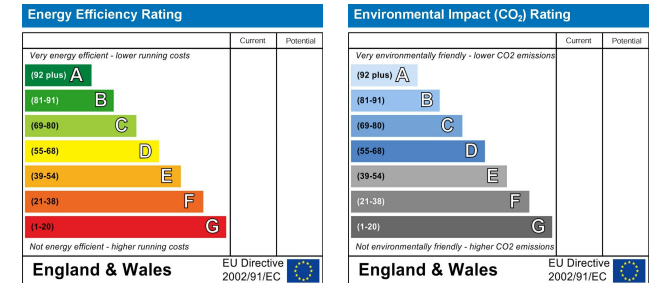 Energy Efficiency Rating
Current Potential
Very energy efficient - lower running costs
(92 plus) A
(81-91) B
(69-80) C
(55-68) D
(39-54) E
(21-38) F
(1-20) G
Not energy efficient - higher running costs
England & Wales
EU Directive
2002/91/EC
Environmental Impact (CO₂) Rating
Current Potential
Very environmentally friendly - lower CO2 emissions
(92 plus) A
(81-91) B
(69-80) C
(55-68) D
(39-54) E
(21-38) F
(1-20) G
Not environmentally friendly - higher CO2 emissions
England & Wales
EU Directive
2002/91/EC